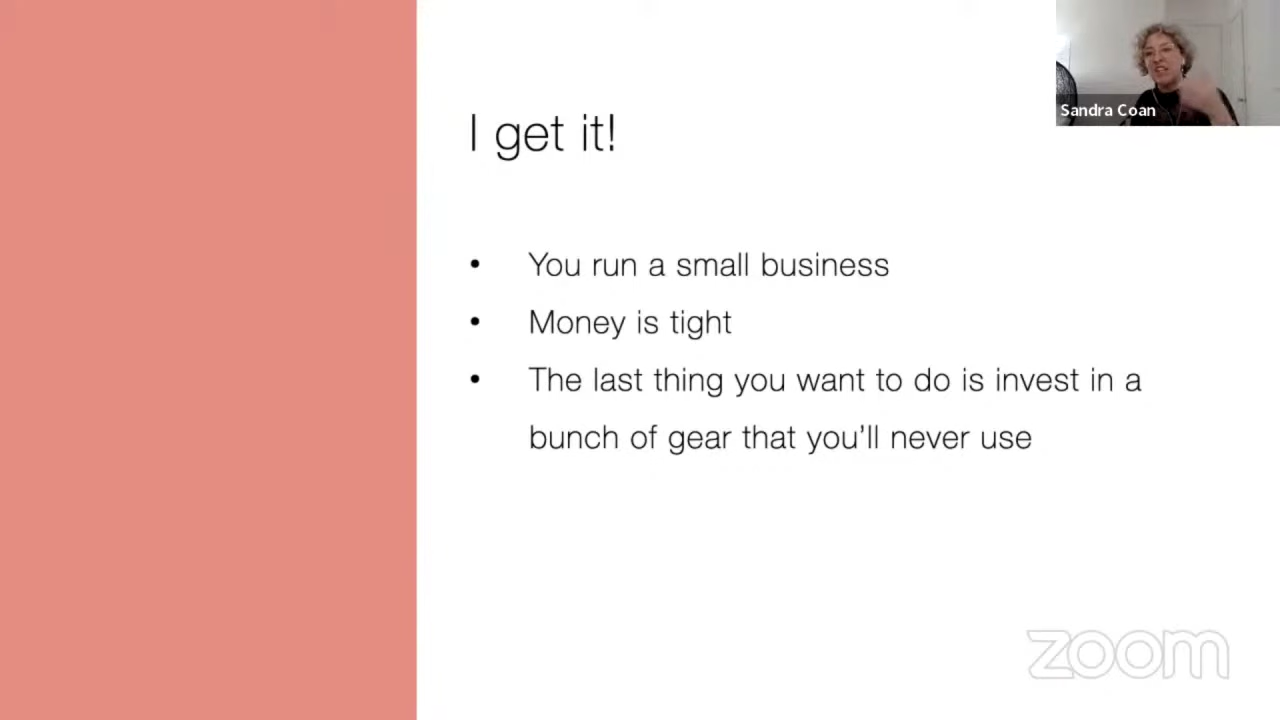 Sandra Coan
I get it!
• You run a small business
• Money is tight
• The last thing you want to do is invest in a
bunch of gear that you'll never use
zoom